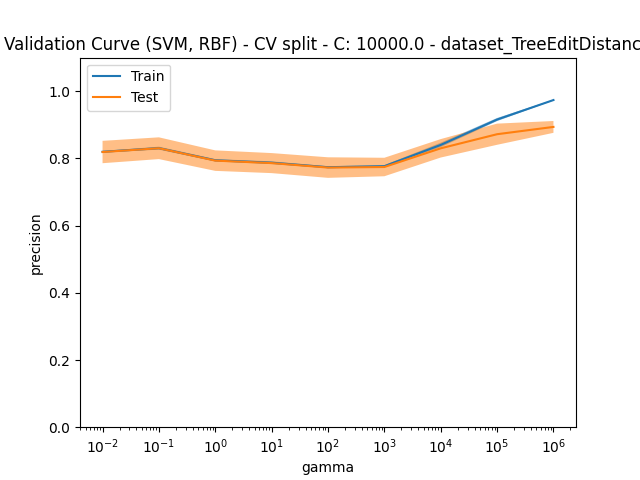 Validation Curve (SVM, RBF) - CV split - C: 10000.0 - dataset_TreeEditDistanc
Train
Test
1.0
0.8
0.6
0.4
0.2
0.0
precision
10⁻² 10⁻¹ 10⁰ 10¹ 10² 10³ 10⁴ 10⁵ 10⁶
gamma